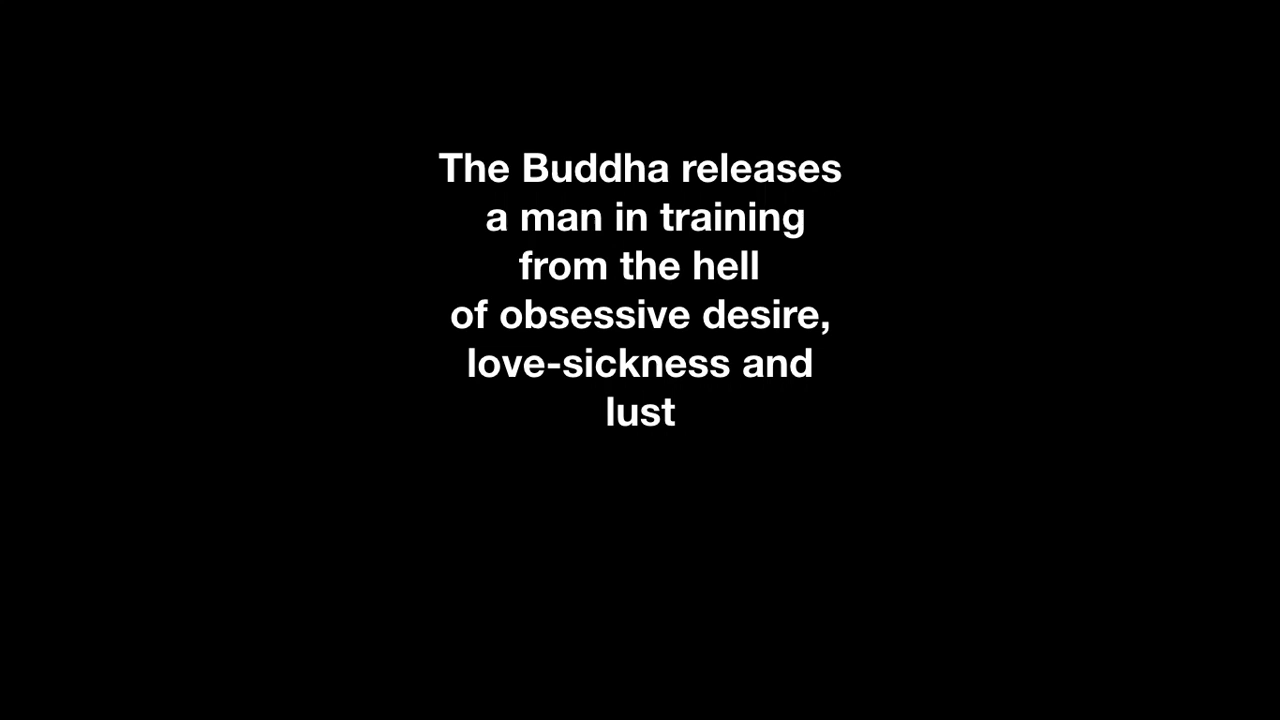 The Buddha releases
a man in training
from the hell
of obsessive desire,
love-sickness and
lust